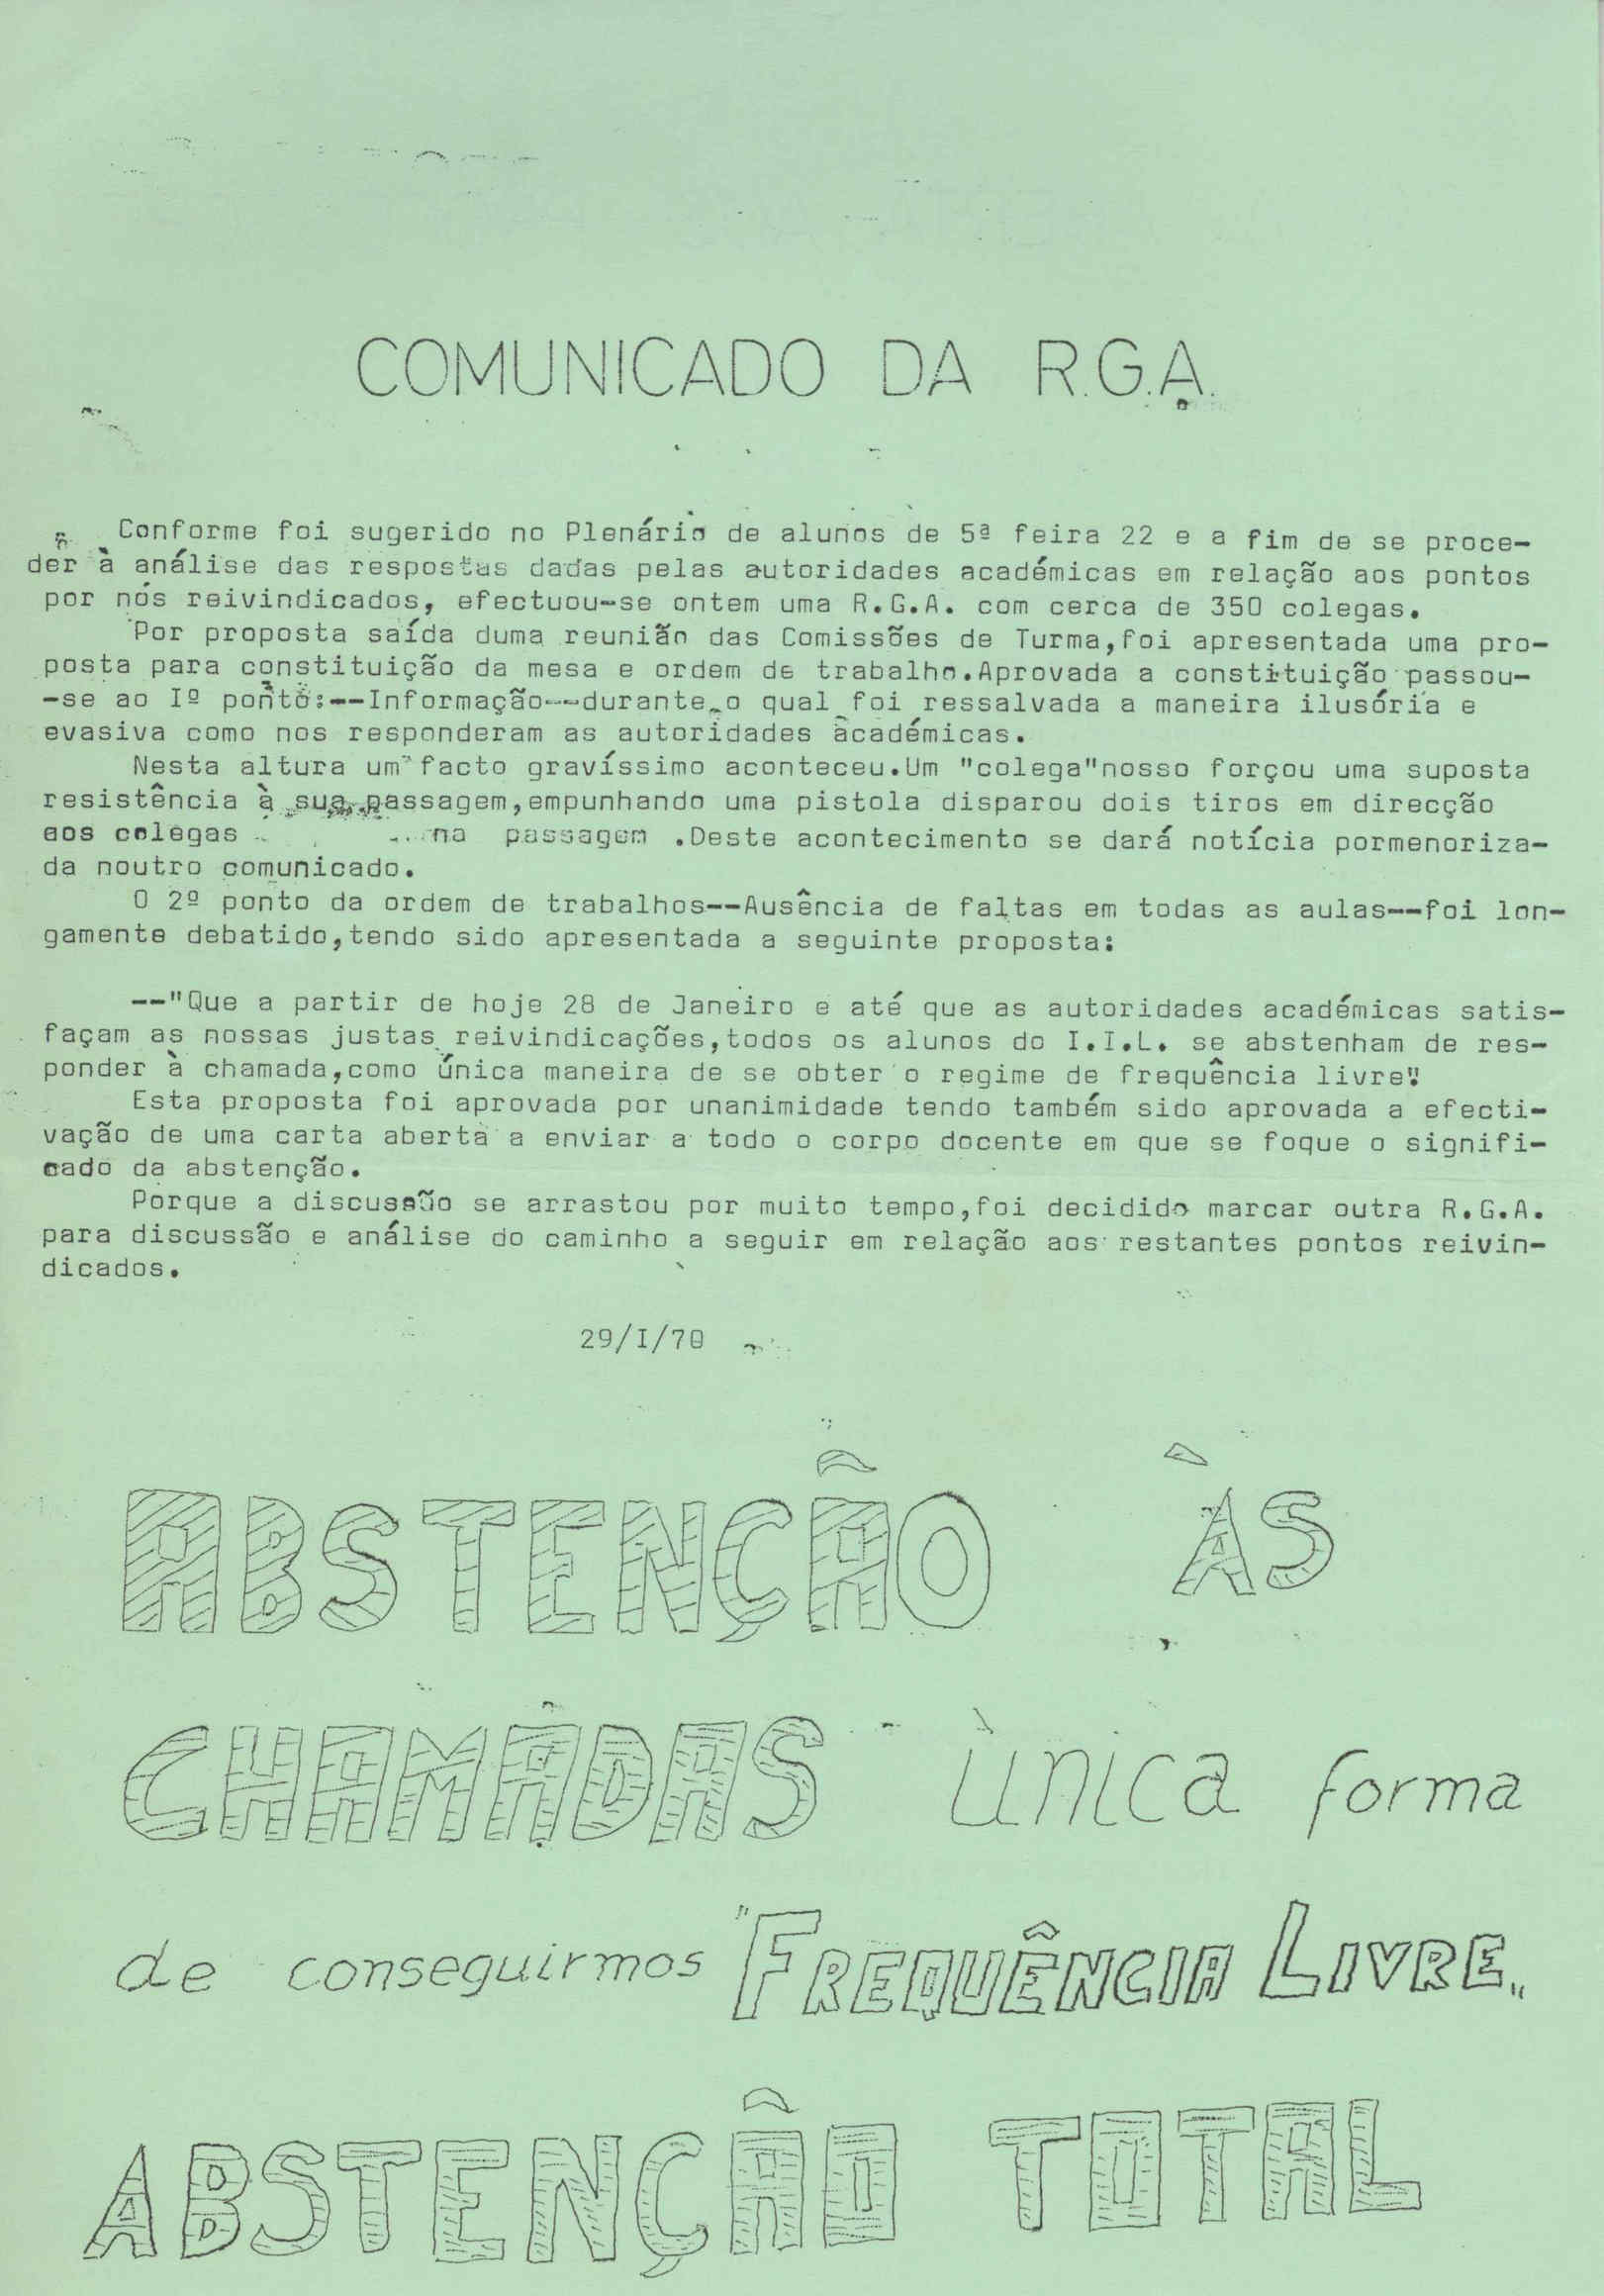 COMUNICADO DA R.G.A.
Conforme foi sugerido no Plenário de alunos de 5ª feira 22 e a fim de se proce-
der à análise das respostas dadas pelas autoridades académicas em relação aos pontos
por nós reivindicados, efectuou-se ontem uma R.G.A. com cerca de 350 colegas.
Por proposta saída duma reunião das Comissões de Turma,foi apresentada uma pro-
posta para constituição da mesa e ordem de trabalho.Aprovada a constituição passou-
-se ao Iº ponto:--Informação--durante o qual foi ressalvada a maneira ilusória e
evasiva como nos responderam as autoridades académicas.
Nesta altura um facto gravíssimo aconteceu.Um "colega"nosso forçou uma suposta
resistência à sua passagem,empunhando uma pistola disparou dois tiros em direcção
aos colegas na passagem .Deste acontecimento se dará notícia pormenoriza-
da noutro comunicado.
O 2º ponto da ordem de trabalhos--Ausência de faltas em todas as aulas--foi lon-
gamente debatido,tendo sido apresentada a seguinte proposta:
--"Que a partir de hoje 28 de Janeiro e até que as autoridades académicas satis-
façam as nossas justas reivindicações,todos os alunos do I.I.L. se abstenham de res-
ponder à chamada,como única maneira de se obter o regime de frequência livre".
Esta proposta foi aprovada por unanimidade tendo também sido aprovada a efecti-
vação de uma carta aberta a enviar a todo o corpo docente em que se foque o signifi-
cado da abstenção.
Porque a discussão se arrastou por muito tempo,foi decidido marcar outra R.G.A.
para discussão e análise do caminho a seguir em relação aos restantes pontos reivin-
dicados.
29/I/70
ABSTENÇÃO ÀS
CHAMADAS ùnica forma
de conseguirmos "FREQUÊNCIA LIVRE"
ABSTENÇÃO TOTAL